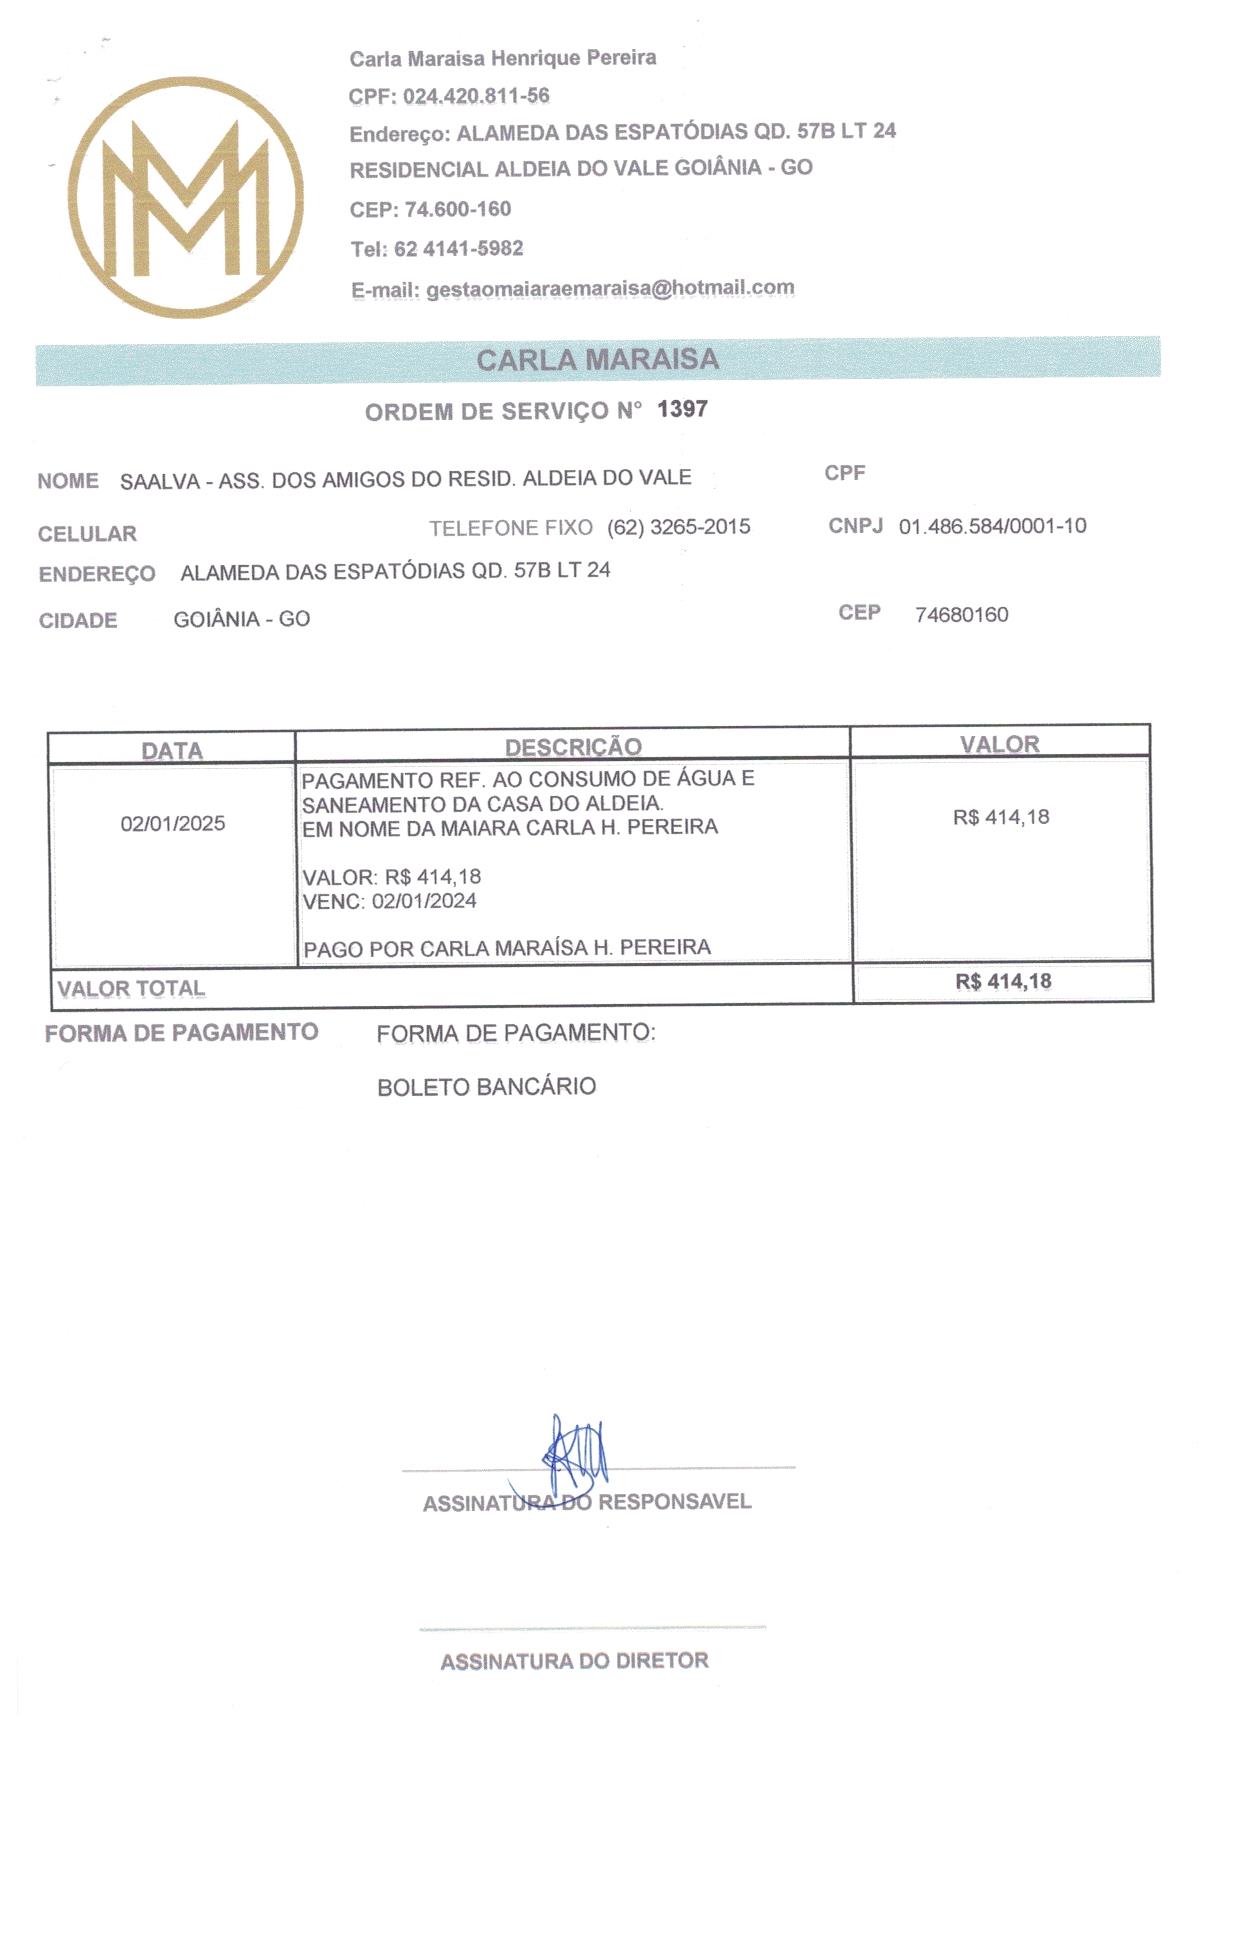 Carla Maraisa Henrique Pereira
CPF: 024.420.811-56
Endereço: ALAMEDA DAS ESPATÓDIAS QD. 57B LT 24
RESIDENCIAL ALDEIA DO VALE GOIÂNIA - GO
CEP: 74.600-160
Tel: 62 4141-5982
E-mail: gestaomaiaraemaraisa@hotmail.com
CARLA MARAISA
ORDEM DE SERVIÇO N° 1397
NOME SAALVA - ASS. DOS AMIGOS DO RESID. ALDEIA DO VALE CPF
CELULAR TELEFONE FIXO (62) 3265-2015 CNPJ 01.486.584/0001-10
ENDEREÇO ALAMEDA DAS ESPATÓDIAS QD. 57B LT 24
CIDADE GOIÂNIA - GO CEP 74680160
DATA DESCRIÇÃO VALOR
PAGAMENTO REF. AO CONSUMO DE ÁGUA E
SANEAMENTO DA CASA DO ALDEIA.
02/01/2025 EM NOME DA MAIARA CARLA H. PEREIRA R$ 414,18
VALOR: R$ 414,18
VENC: 02/01/2024
PAGO POR CARLA MARAÍSA H. PEREIRA
VALOR TOTAL R$ 414,18
FORMA DE PAGAMENTO FORMA DE PAGAMENTO:
BOLETO BANCÁRIO
ASSINATURA DO RESPONSAVEL
ASSINATURA DO DIRETOR